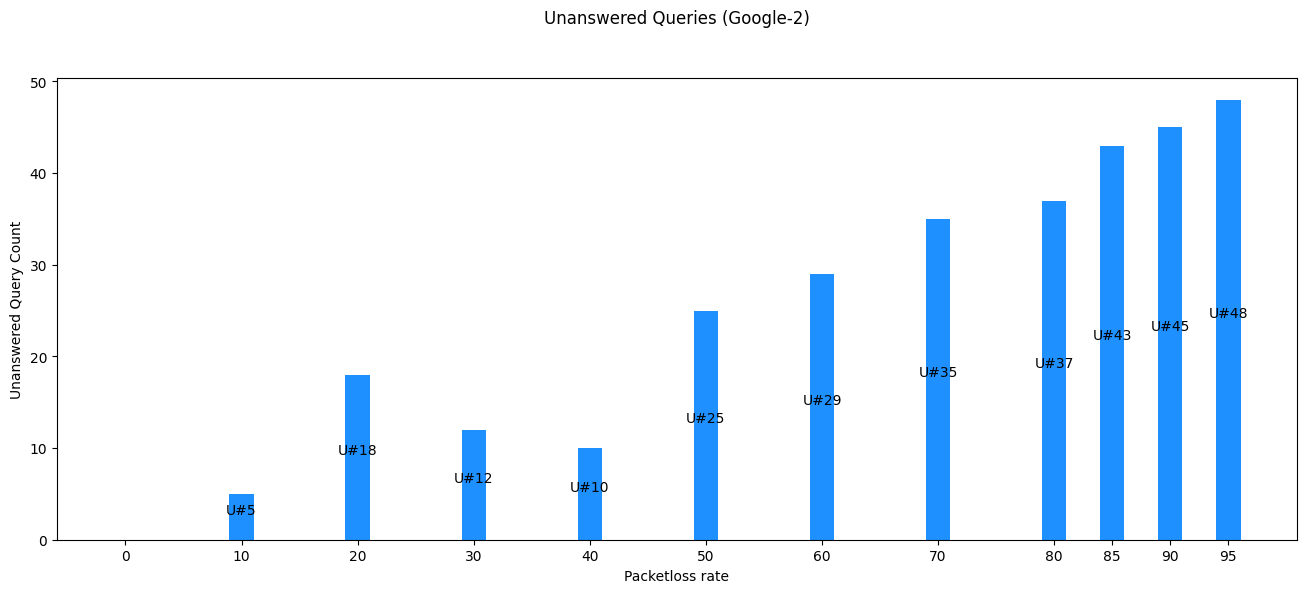 Unanswered Queries (Google-2)
Unanswered Query Count
50
40
30
20
10
0
U#5
U#18
U#12
U#10
U#25
U#29
U#35
U#37
U#43
U#45
U#48
0 10 20 30 40 50 60 70 80 85 90 95
Packetloss rate